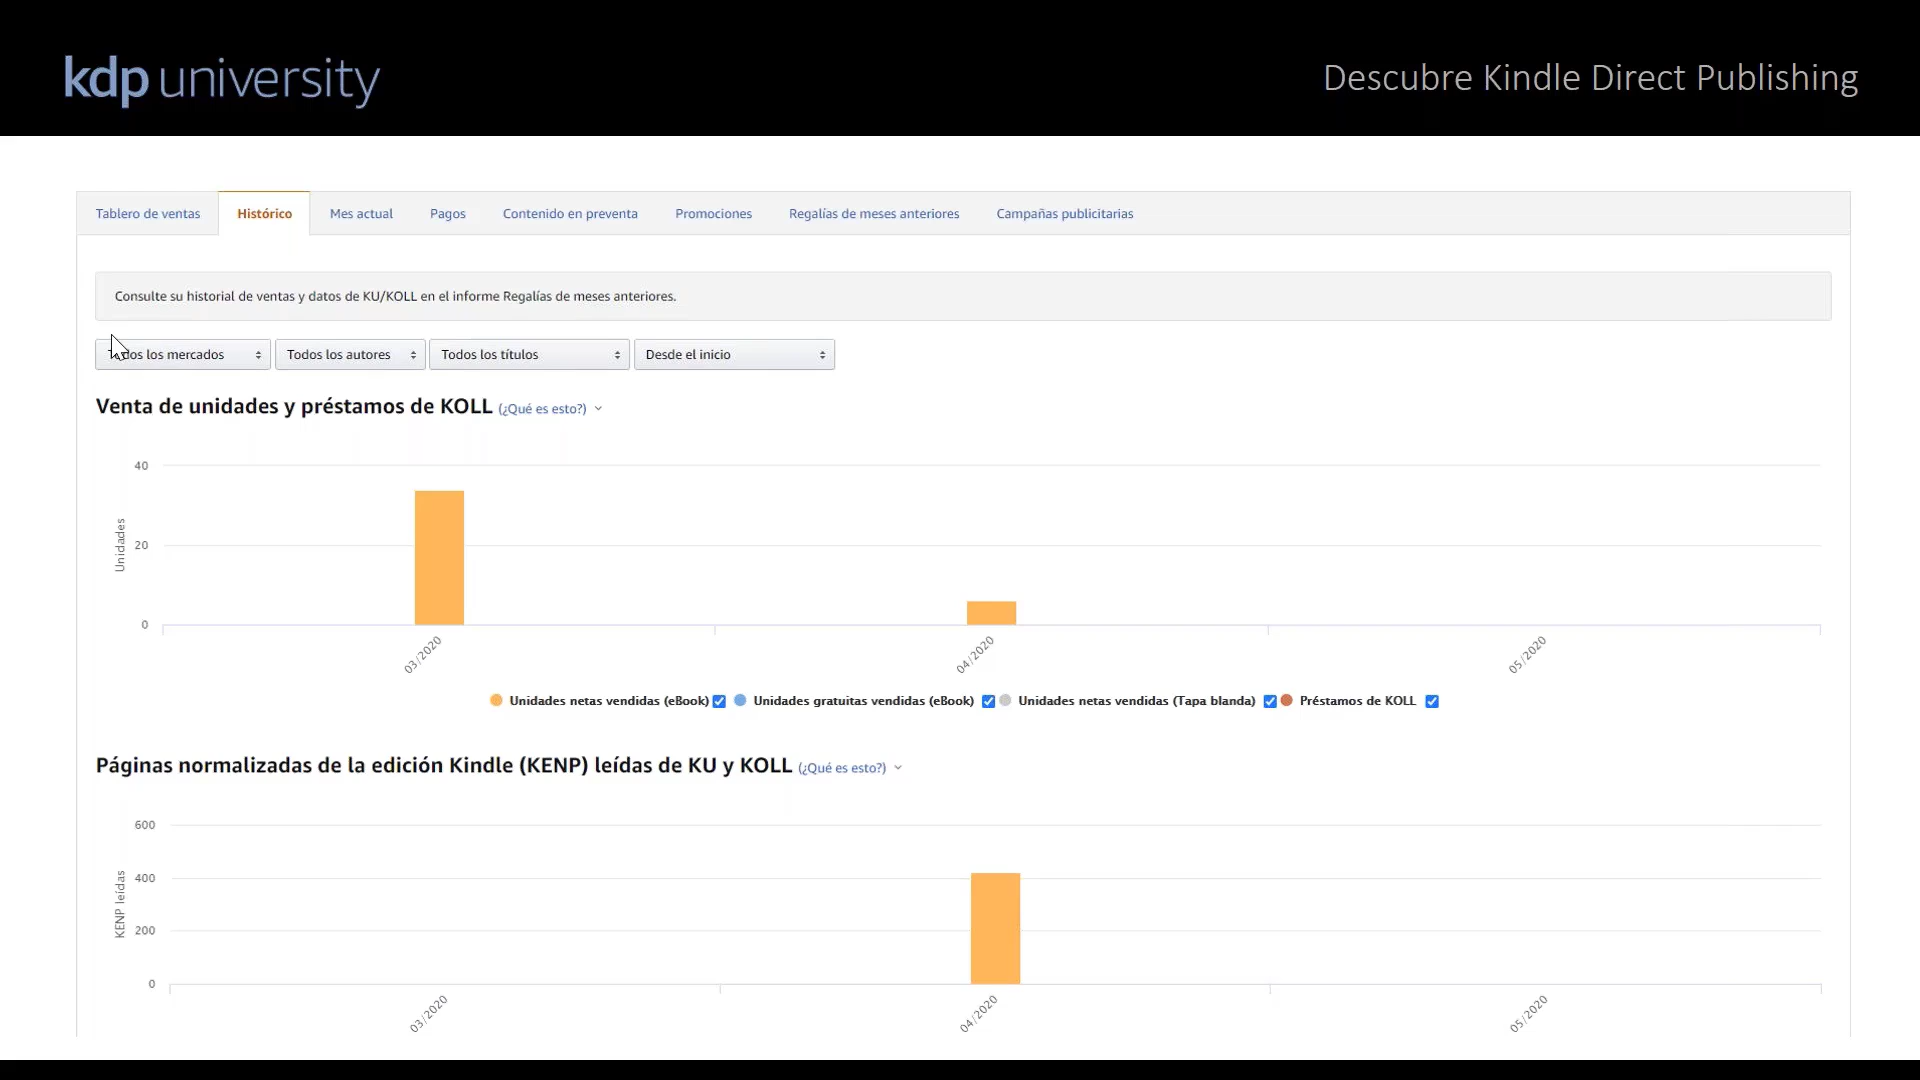 kdp university
Descubre Kindle Direct Publishing
Tablero de ventas Histórico Mes actual Pagos Contenido en preventa Promociones Regalías de meses anteriores Campañas publicitarias
Consulte su historial de ventas y datos de KU/KOLL en el informe Regalías de meses anteriores.
los mercados Todos los autores Todos los títulos Desde el inicio
Venta de unidades y préstamos de KOLL (¿Qué es esto?)
40
Unidades
20
0
03/2020 04/2020 05/2020
Unidades netas vendidas (eBook) Unidades gratuitas vendidas (eBook) Unidades netas vendidas (Tapa blanda) Préstamos de KOLL
Páginas normalizadas de la edición Kindle (KENP) leídas de KU y KOLL (¿Qué es esto?)
600
400
KENP leídas
200
0
03/2020 04/2020 05/2020